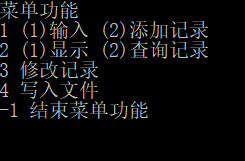 菜单功能
1 (1)输入 (2)添加记录
2 (1)显示 (2)查询记录
3 修改记录
4 写入文件
-1 结束菜单功能